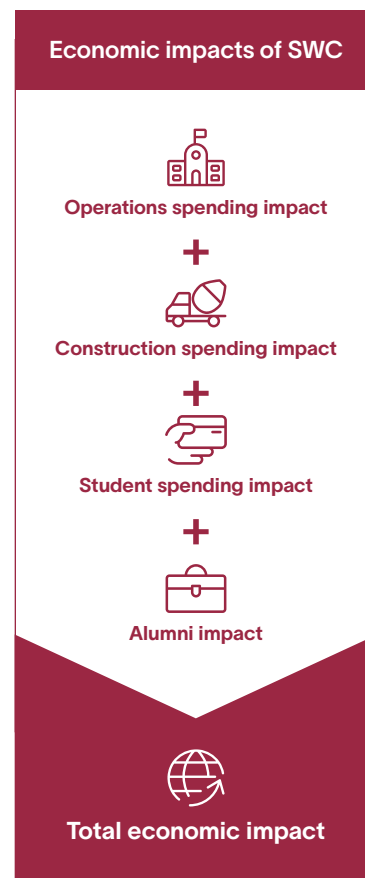 Economic impacts of SWC
Operations spending impact
+
Construction spending impact
+
Student spending impact
+
Alumni impact
Total economic impact